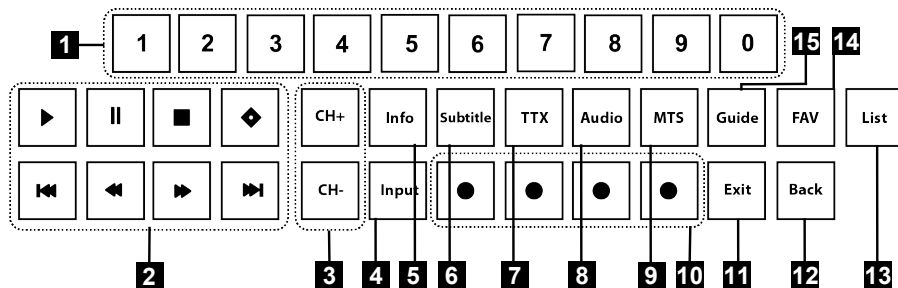 1 1 2 3 4 5 6 7 8 9 0 15 14
CH+ Info Subtitle TTX Audio MTS Guide FAV List
CH- Input Exit Back
2 3 4 5 6 7 8 9 10 11 12 13